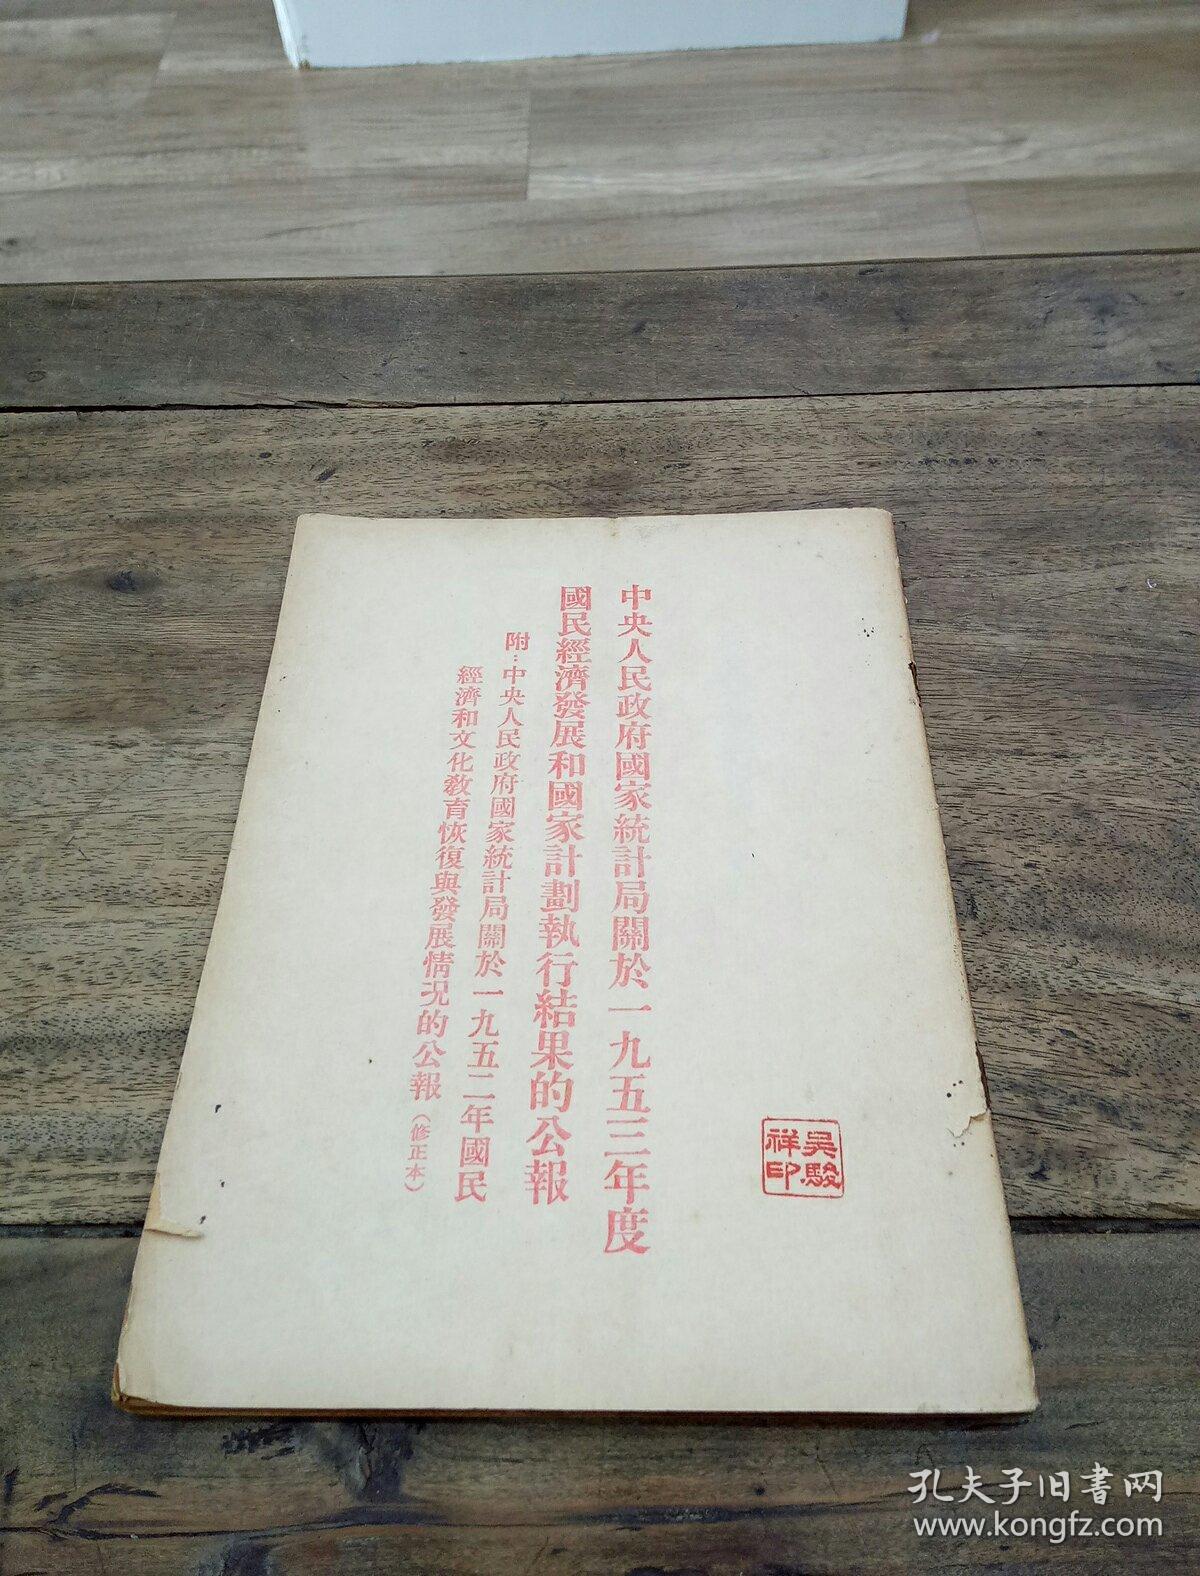 中央人民政府國家統計局關於一九五三年度
國民經濟發展和國家計劃執行結果的公報
附：中央人民政府國家統計局關於一九五二年國民
經濟和文化教育恢復與發展情況的公報（修正本）
吳駿
祥印
孔夫子旧書网
www.kongfz.com